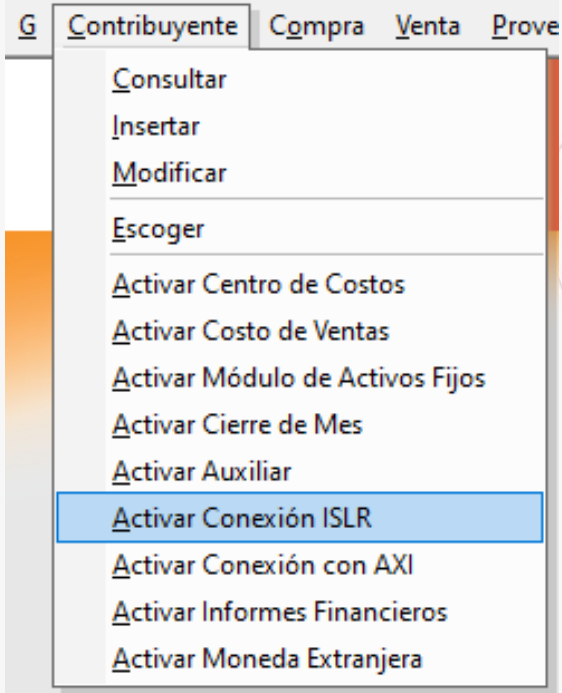 G Contribuyente Compra Venta Prove
Consultar
Insertar
Modificar
Escoger
Activar Centro de Costos
Activar Costo de Ventas
Activar Módulo de Activos Fijos
Activar Cierre de Mes
Activar Auxiliar
Activar Conexión ISLR
Activar Conexión con AXI
Activar Informes Financieros
Activar Moneda Extranjera